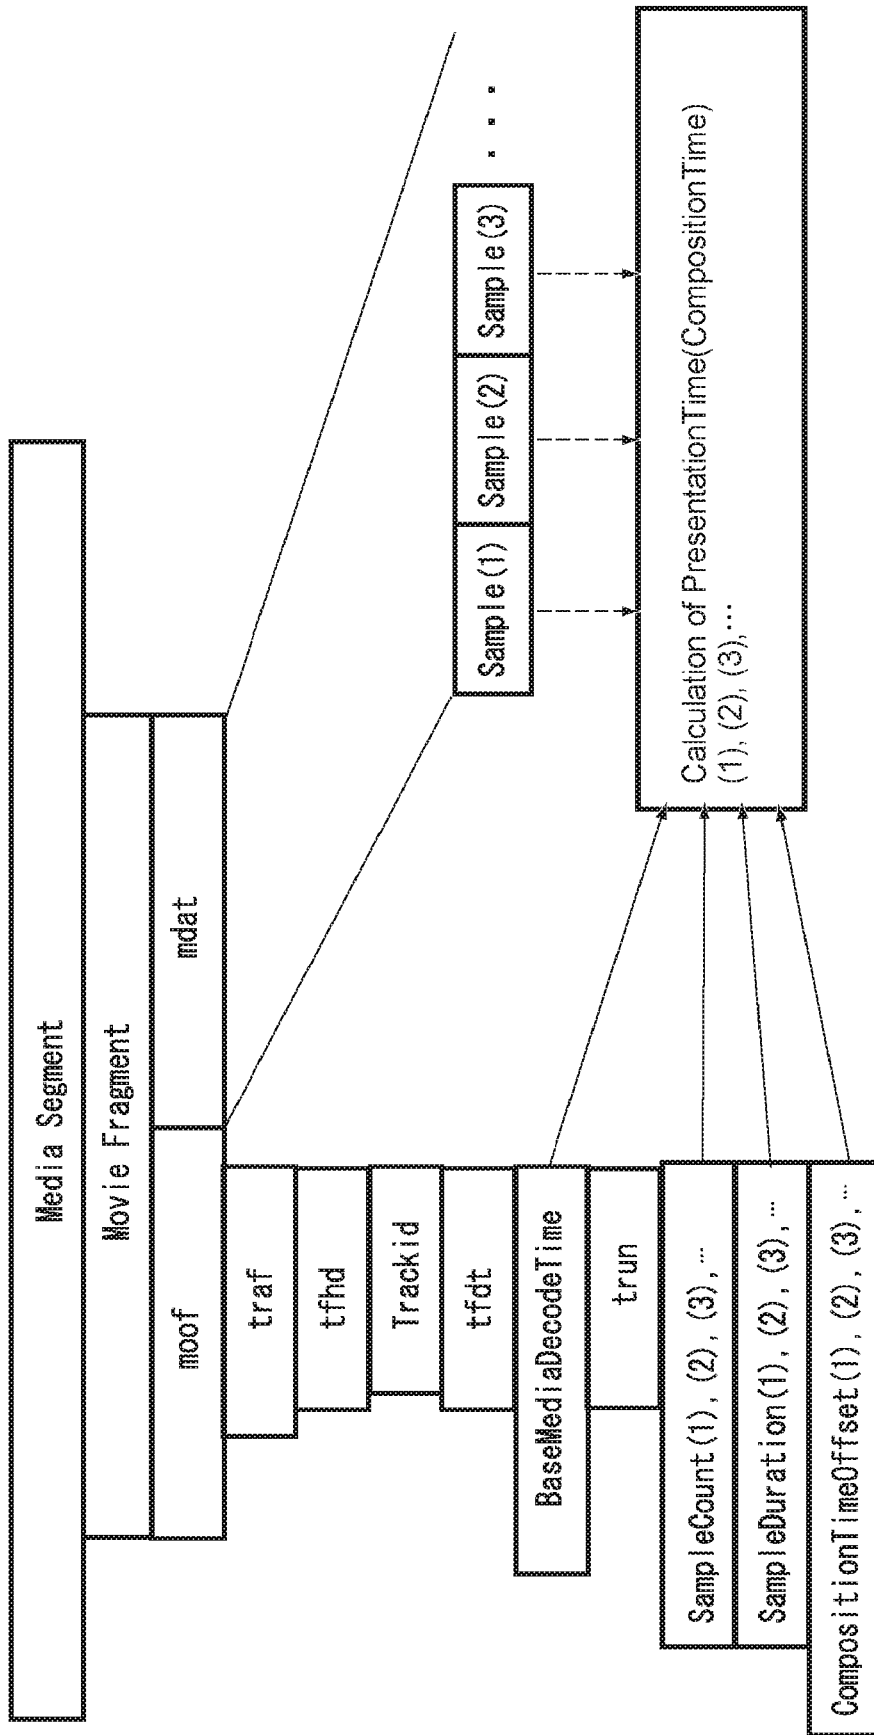 Media Segment
Movie Fragment
moof
mdat
traf
tfhd
Trackid
tfdt
BaseMediaDecodeTime
trun
SampleCount(1), (2), (3), …
SampleDuration(1), (2), (3), …
CompositionTimeOffset(1), (2), (3), …
Sample(1)
Sample(2)
Sample(3)
...
Calculation of PresentationTime(CompositionTime)
(1), (2), (3),…